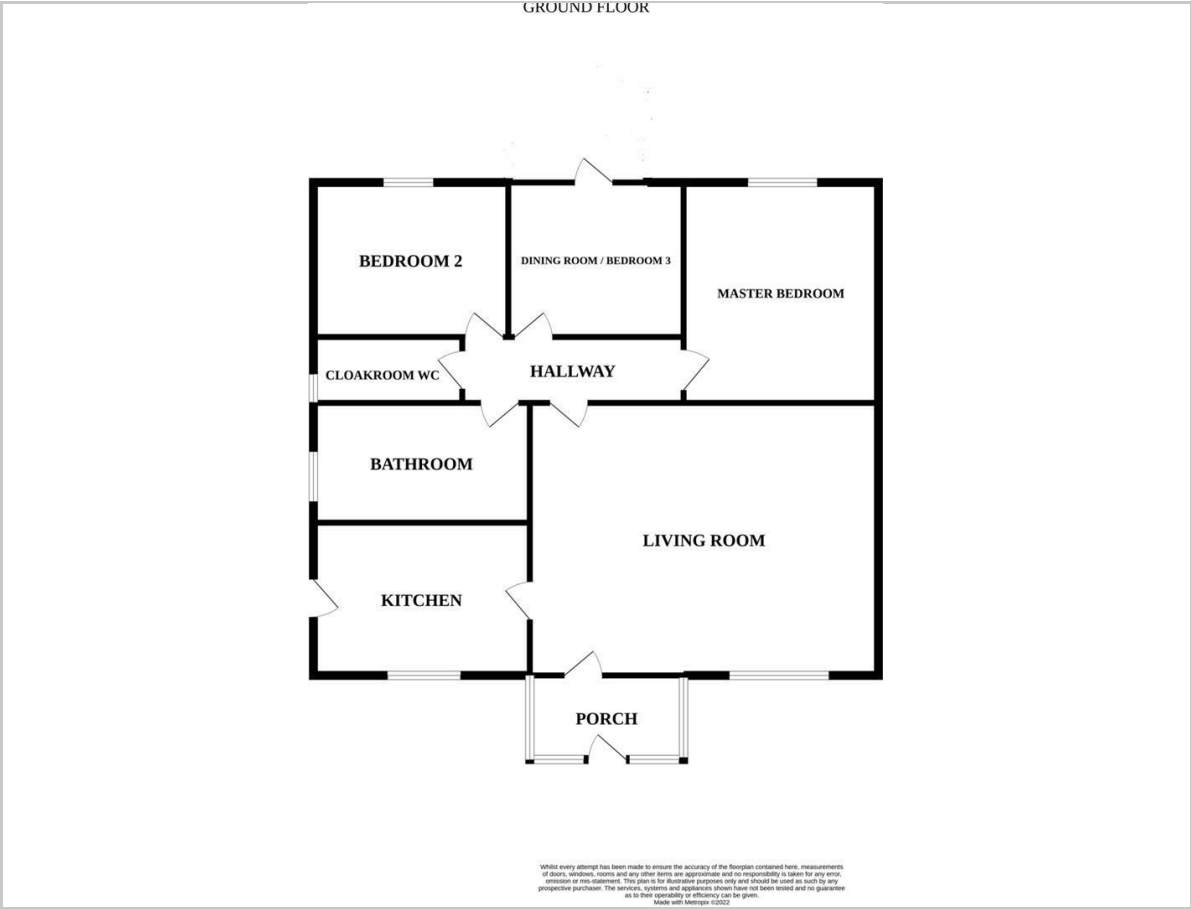 GROUND FLOOR
BEDROOM 2
DINING ROOM / BEDROOM 3
MASTER BEDROOM
CLOAKROOM WC
HALLWAY
BATHROOM
LIVING ROOM
KITCHEN
PORCH
Whilst every attempt has been made to ensure the accuracy of the floorplan contained here, measurements
of doors, windows, rooms and any other items are approximate and no responsibility is taken for any error,
omission or mis-statement. This plan is for illustrative purposes only and should be used as such by any
prospective purchaser. The services, systems and appliances shown have not been tested and no guarantee
as to their operability or efficiency can be given.
Made with Metropix ©2022